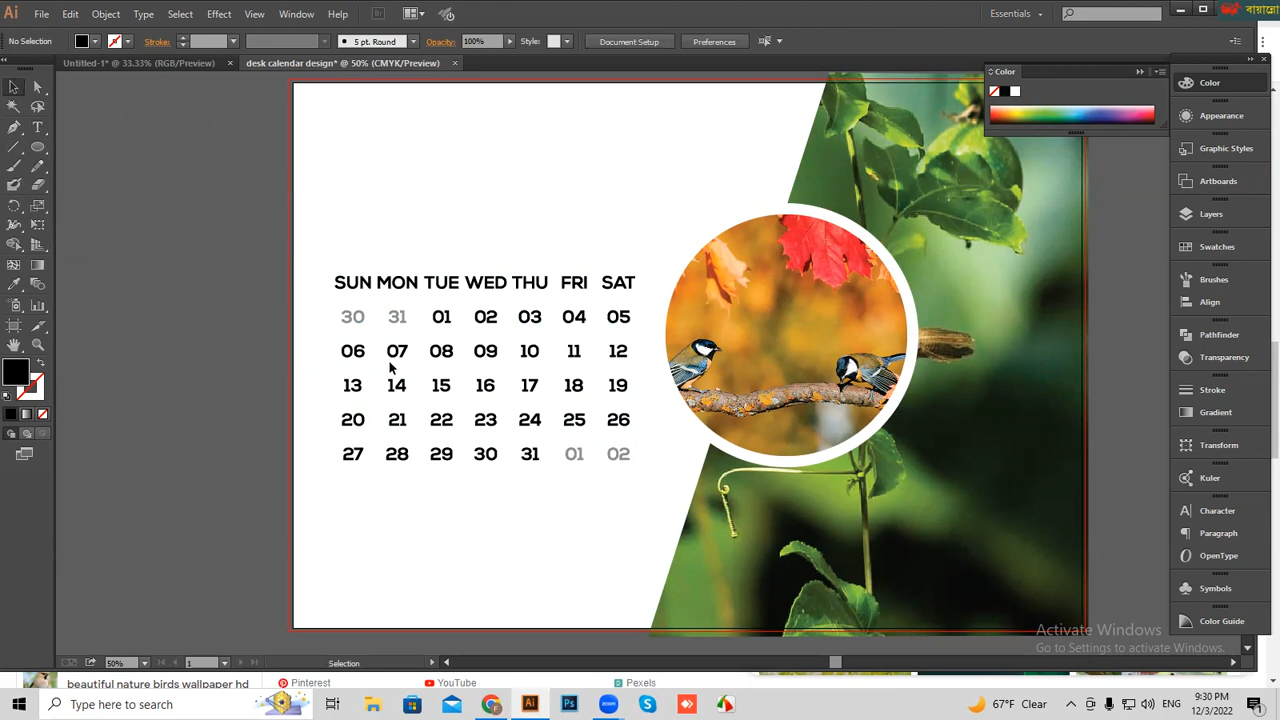 Ai File Edit Object Type Select Effect View Window Help Br Essentials বায়ান্নো
No Selection Stroke: 5 pt. Round Opacity: 100% Style: Document Setup Preferences
Untitled-1* @ 33.33% (RGB/Preview) × desk calendar design* @ 50% (CMYK/Preview) ×
Color
Color
Appearance
Graphic Styles
Artboards
Layers
Swatches
Brushes
Align
Pathfinder
Transparency
Stroke
Gradient
Transform
Kuler
Character
Paragraph
OpenType
Symbols
Color Guide
SUN MON TUE WED THU FRI SAT
30 31 01 02 03 04 05
06 07 08 09 10 11 12
13 14 15 16 17 18 19
20 21 22 23 24 25 26
27 28 29 30 31 01 02
Activate Windows
Go to Settings to activate Windows.
50% 1 Selection
beautiful nature birds wallpaper hd Pinterest YouTube Pexels
Type here to search Ai Ps zoom 67°F Clear ENG 9:30 PM
12/3/2022